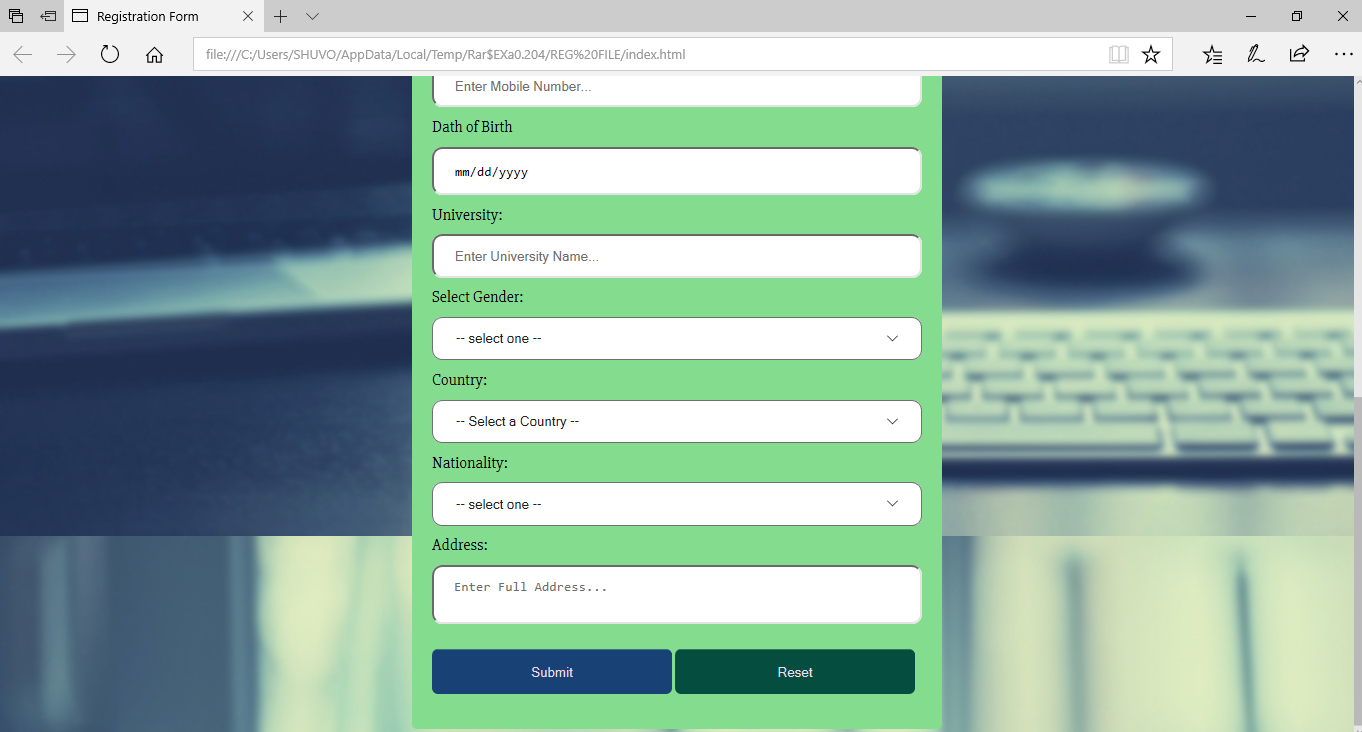 Registration Form
file:///C:/Users/SHUVO/AppData/Local/Temp/Rar$EXa0.204/REG%20FILE/index.html
Enter Mobile Number...
Dath of Birth
mm/dd/yyyy
University:
Enter University Name...
Select Gender:
-- select one --
Country:
-- Select a Country --
Nationality:
-- select one --
Address:
Enter Full Address...
Submit Reset